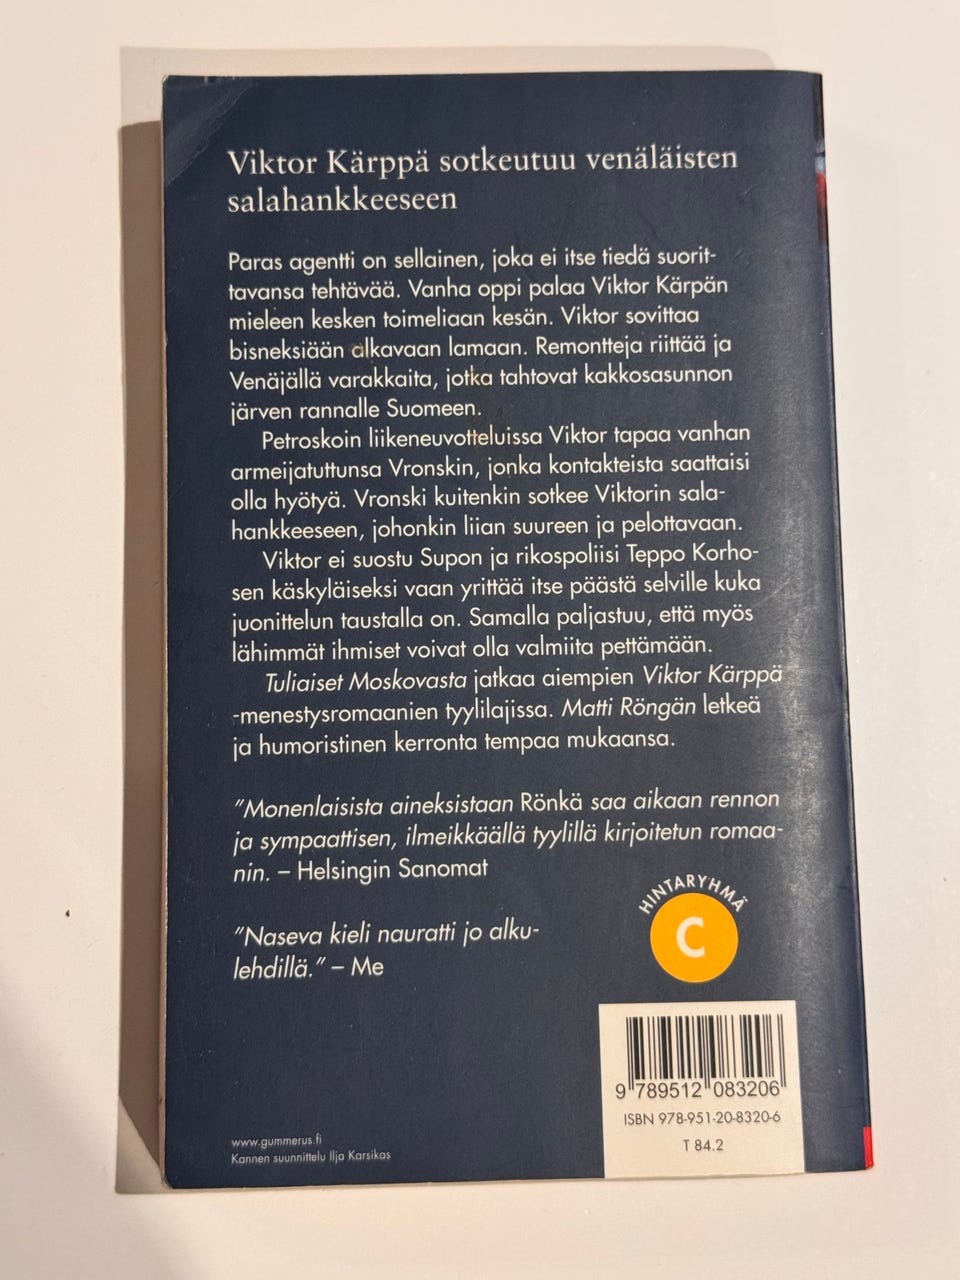 Viktor Kärppä sotkeutuu venäläisten
salahankkeeseen
Paras agentti on sellainen, joka ei itse tiedä suorit-
tavansa tehtävää. Vanha oppi palaa Viktor Kärpän
mieleen kesken toimeliaan kesän. Viktor sovittaa
bisneksiään alkavaan lamaan. Remontteja riittää ja
Venäjällä varakkaita, jotka tahtovat kakkosasunnon
järven rannalle Suomeen.
Petroskoin liikeneuvotteluissa Viktor tapaa vanhan
armeijatuttunsa Vronskin, jonka kontakteista saattaisi
olla hyötyä. Vronski kuitenkin sotkee Viktorin sala-
hankkeeseen, johonkin liian suureen ja pelottavaan.
Viktor ei suostu Supon ja rikospoliisi Teppo Korho-
sen käskyläiseksi vaan yrittää itse päästä selville kuka
juonittelun taustalla on. Samalla paljastuu, että myös
lähimmät ihmiset voivat olla valmiita pettämään.
Tuliaiset Moskovasta jatkaa aiempien Viktor Kärppä
-menestysromaanien tyylilajissa. Matti Röngän letkeä
ja humoristinen kerronta tempaa mukaansa.
"Monenlaisista aineksistaan Rönkä saa aikaan rennon
ja sympaattisen, ilmeikkäällä tyylillä kirjoitetun romaa-
nin. – Helsingin Sanomat
"Naseva kieli nauratti jo alku-
lehdillä." – Me
HINTARYHMÄ
C
9 789512 083206
ISBN 978-951-20-8320-6
T 84.2
www.gummerus.fi
Kannen suunnittelu Ilja Karsikas